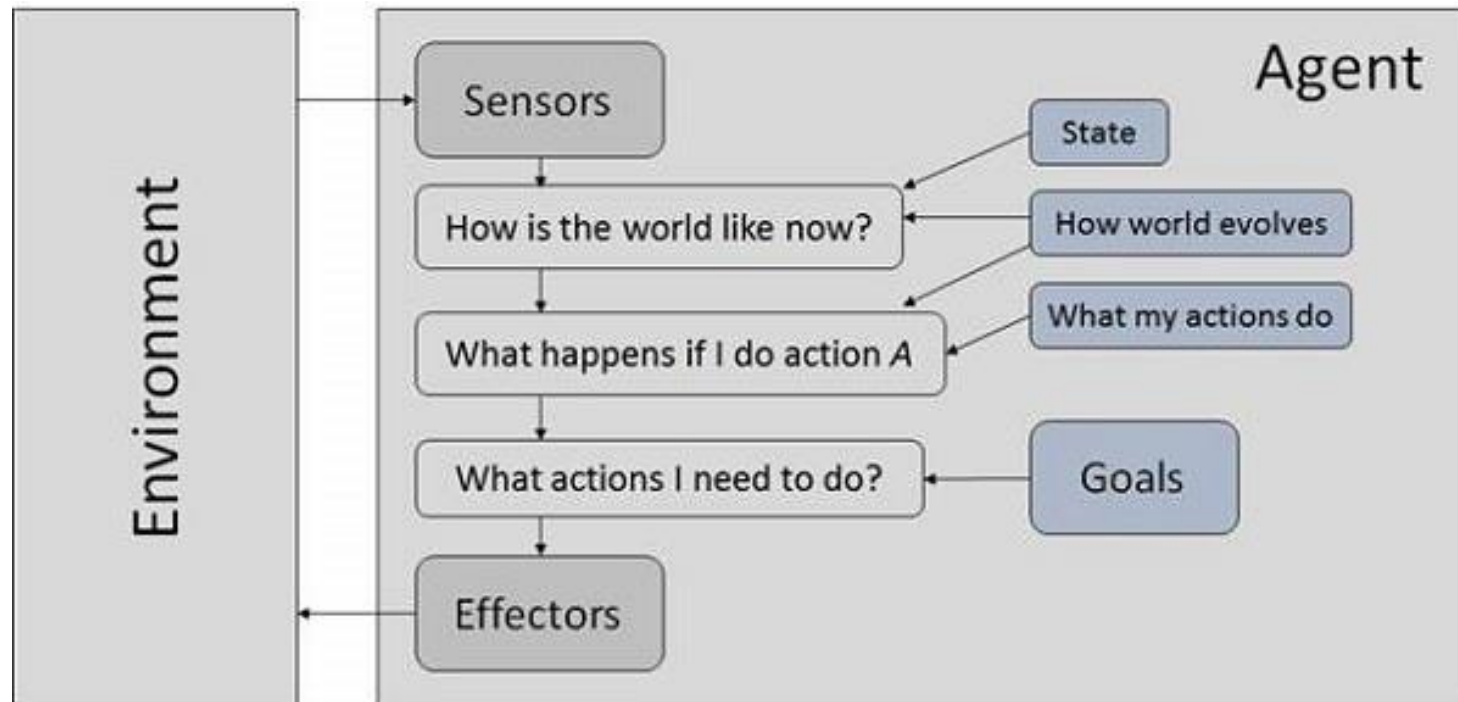 Agent
Sensors
State
How is the world like now?
How world evolves
What my actions do
What happens if I do action A
What actions I need to do?
Goals
Effectors
Environment